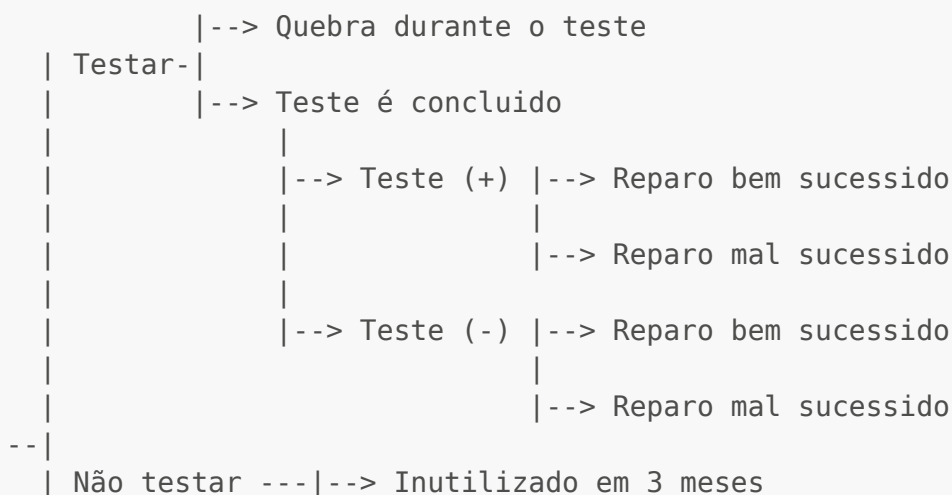 |--> Quebra durante o teste
| Testar-|
| |--> Teste é concluido
| |
| |--> Teste (+) |--> Reparo bem sucessido
| | |
| | |--> Reparo mal sucessido
| |
| |--> Teste (-) |--> Reparo bem sucessido
| |
| |--> Reparo mal sucessido
--|
| Não testar ---|--> Inutilizado em 3 meses